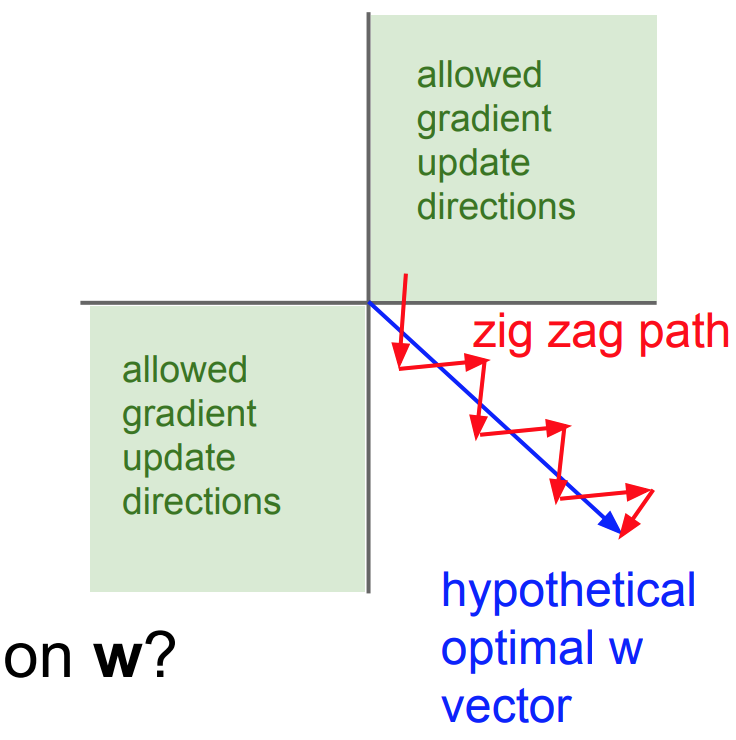 allowed
gradient
update
directions
zig zag path
allowed
gradient
update
directions
hypothetical
optimal w
vector
on w?